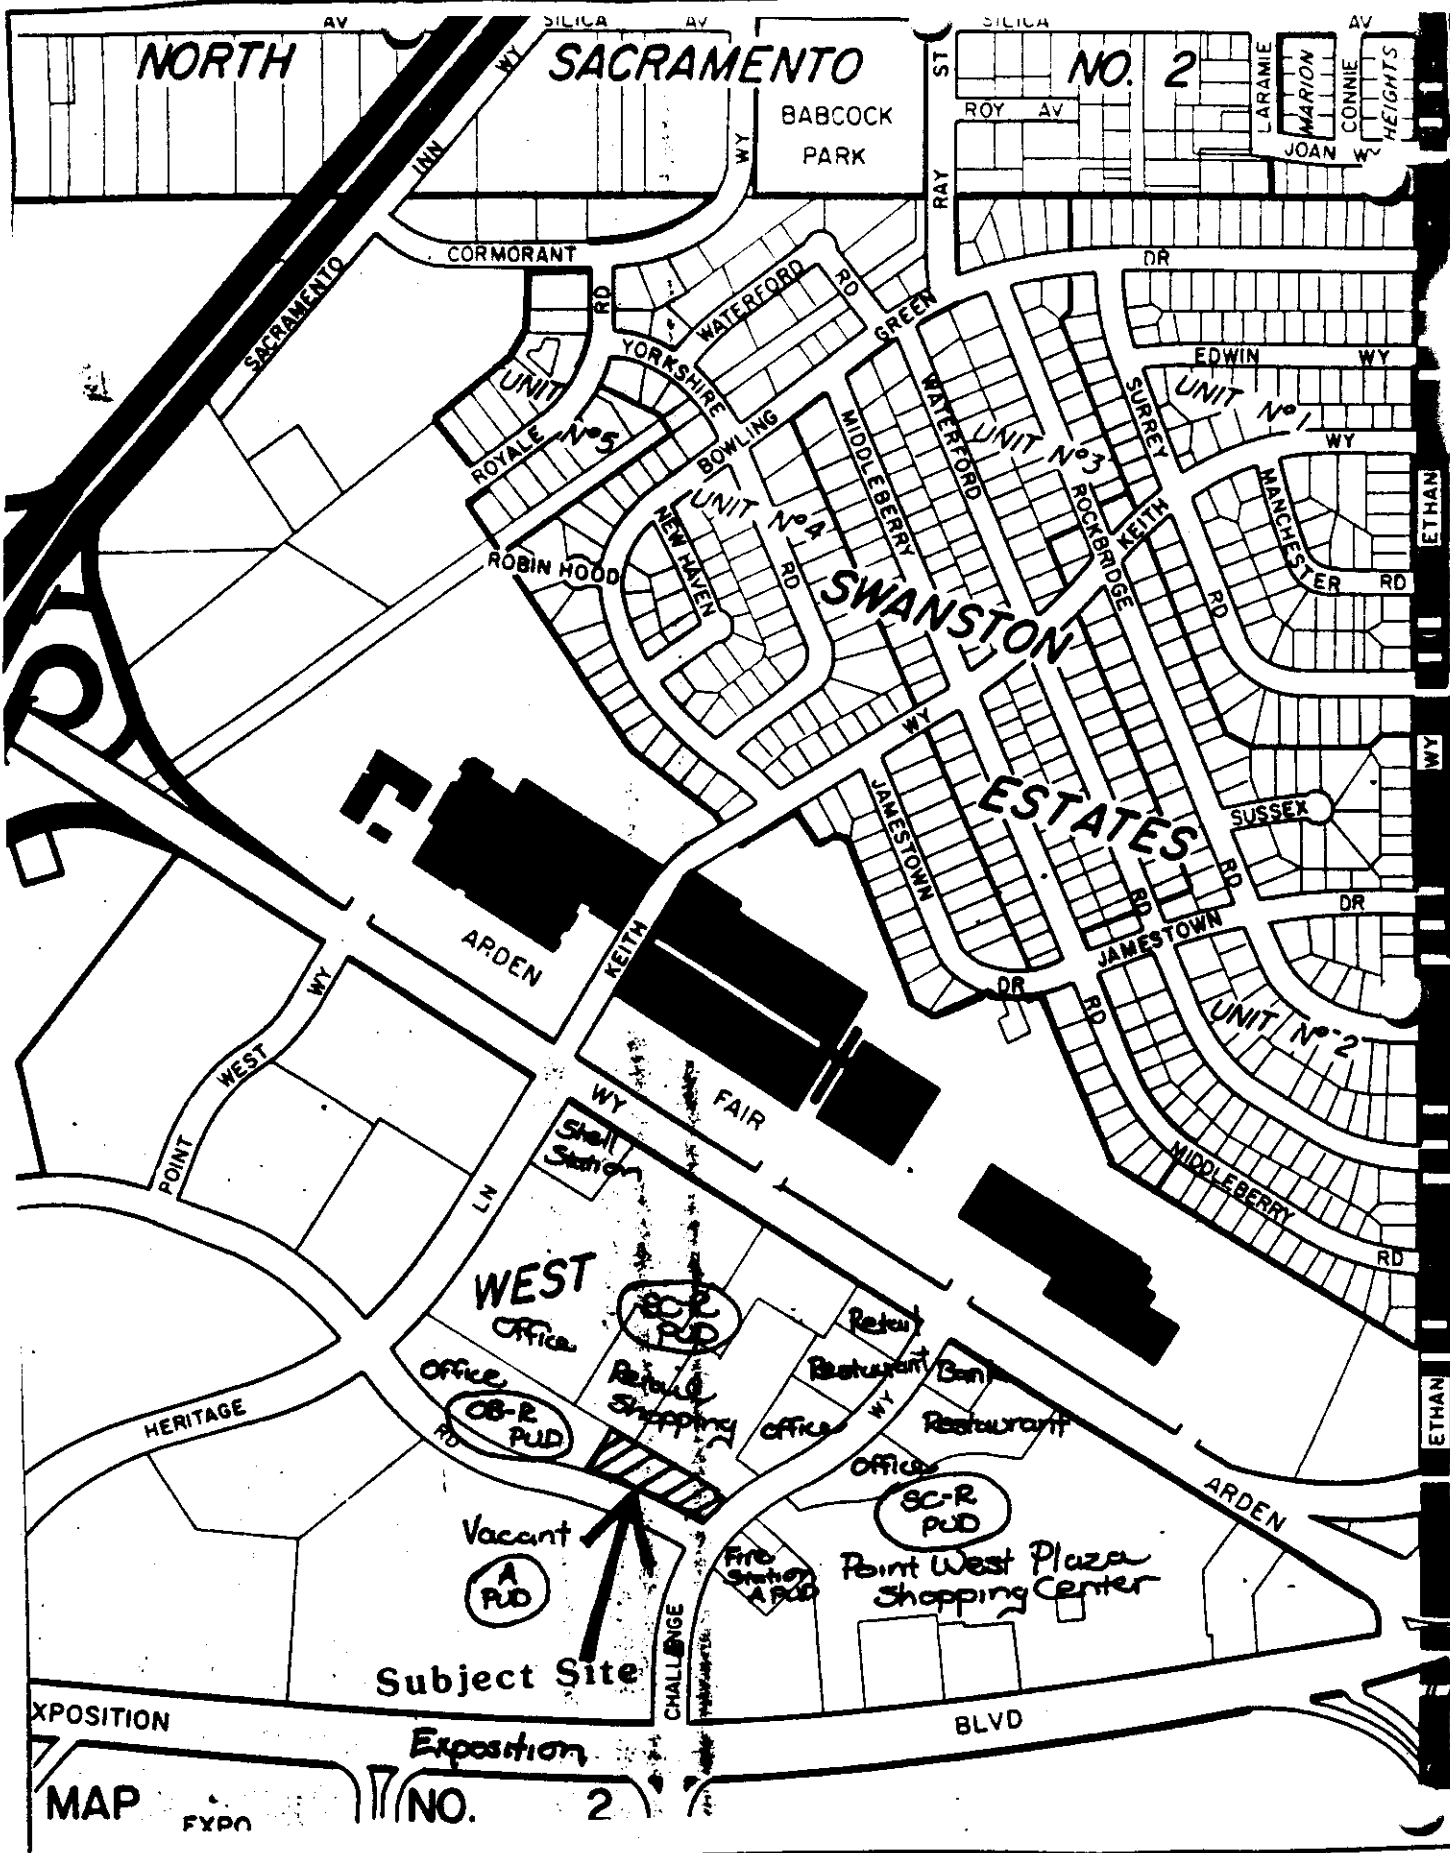 AV SILICA AV SILICA AV
NORTH SACRAMENTO NO. 2
WY
ST
LARAMIE
MARION
CONNIE
HEIGHTS
BABCOCK
PARK
ROY AV
JOAN
INN
WY
RAY
CORMORANT
DR
SACRAMENTO
RD
WATERFORD
RD
GREEN
YORKSHIRE
EDWIN WY
UNIT
Nº5
ROYALE
BOWLING
MIDDLEBERRY
WATERFORD
UNIT Nº3
SURREY
UNIT Nº1
WY
UNIT Nº4
NEW HAVEN
ROCKBRIDGE
KEITH
MANCHESTER
RD
ETHAN
ROBIN HOOD
RD
RD
SWANSTON
WY
WY
JAMESTOWN
ESTATES
SUSSEX
RD
RD
DR
JAMESTOWN
KEITH
ARDEN
WY
DR
RD
UNIT Nº 2
WEST
POINT
WY
FAIR
Shell
Station
MIDDLEBERRY
RD
LN
WEST
Office
PUD
Retail
Office
Retail
Shopping
Restaurant
Bank
OB-R
PUD
RD
Office
WY
Restaurant
HERITAGE
Office
SC-R
PUD
ETHAN
ARDEN
Vacant
A
PUD
Fire
Station
A PUD
Point West Plaza
Shopping Center
CHALLENGE
Subject Site
XPOSITION
Exposition
BLVD
MAP NO. 2
EXPO